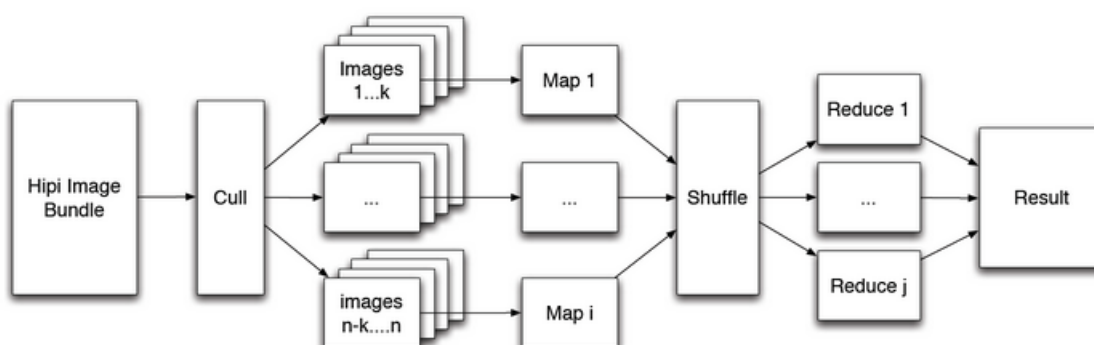 Hipi Image
Bundle
Cull
Images
1...k
...
images
n-k....n
Map 1
...
Map i
Shuffle
Reduce 1
...
Reduce j
Result